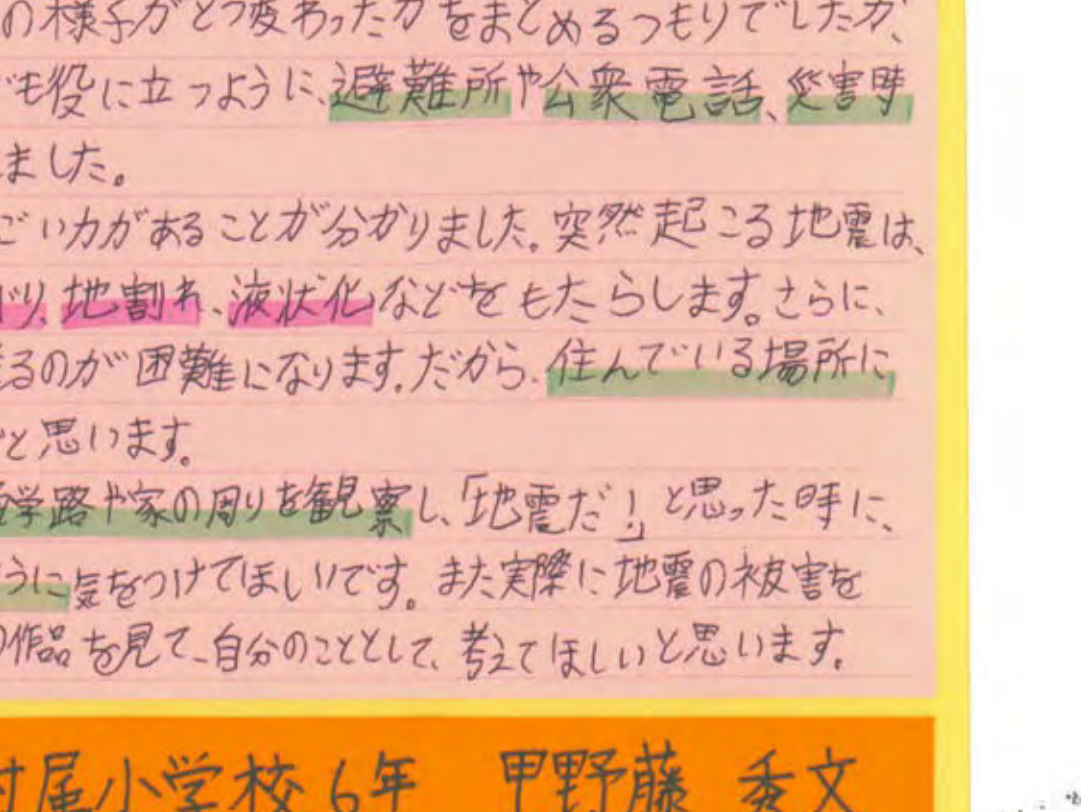 の様子がどう変わったかをまとめるつもりでしたが、
でも役に立つように、避難所や公衆電話、災害時
ました。
ごい力があることが分かりました。突然起こる地震は、
り、地割れ、液状化などをもたらします。さらに、
るのが困難になります。だから、住んでいる場所に
と思います。
学路や家の周りを観察し、「地震だ!」と思った時に、
うに気をつけてほしいです。また実際に地震の被害を
の作品を見て、自分のこととして、考えてほしいと思います。
付属小学校6年 甲野藤 秀文